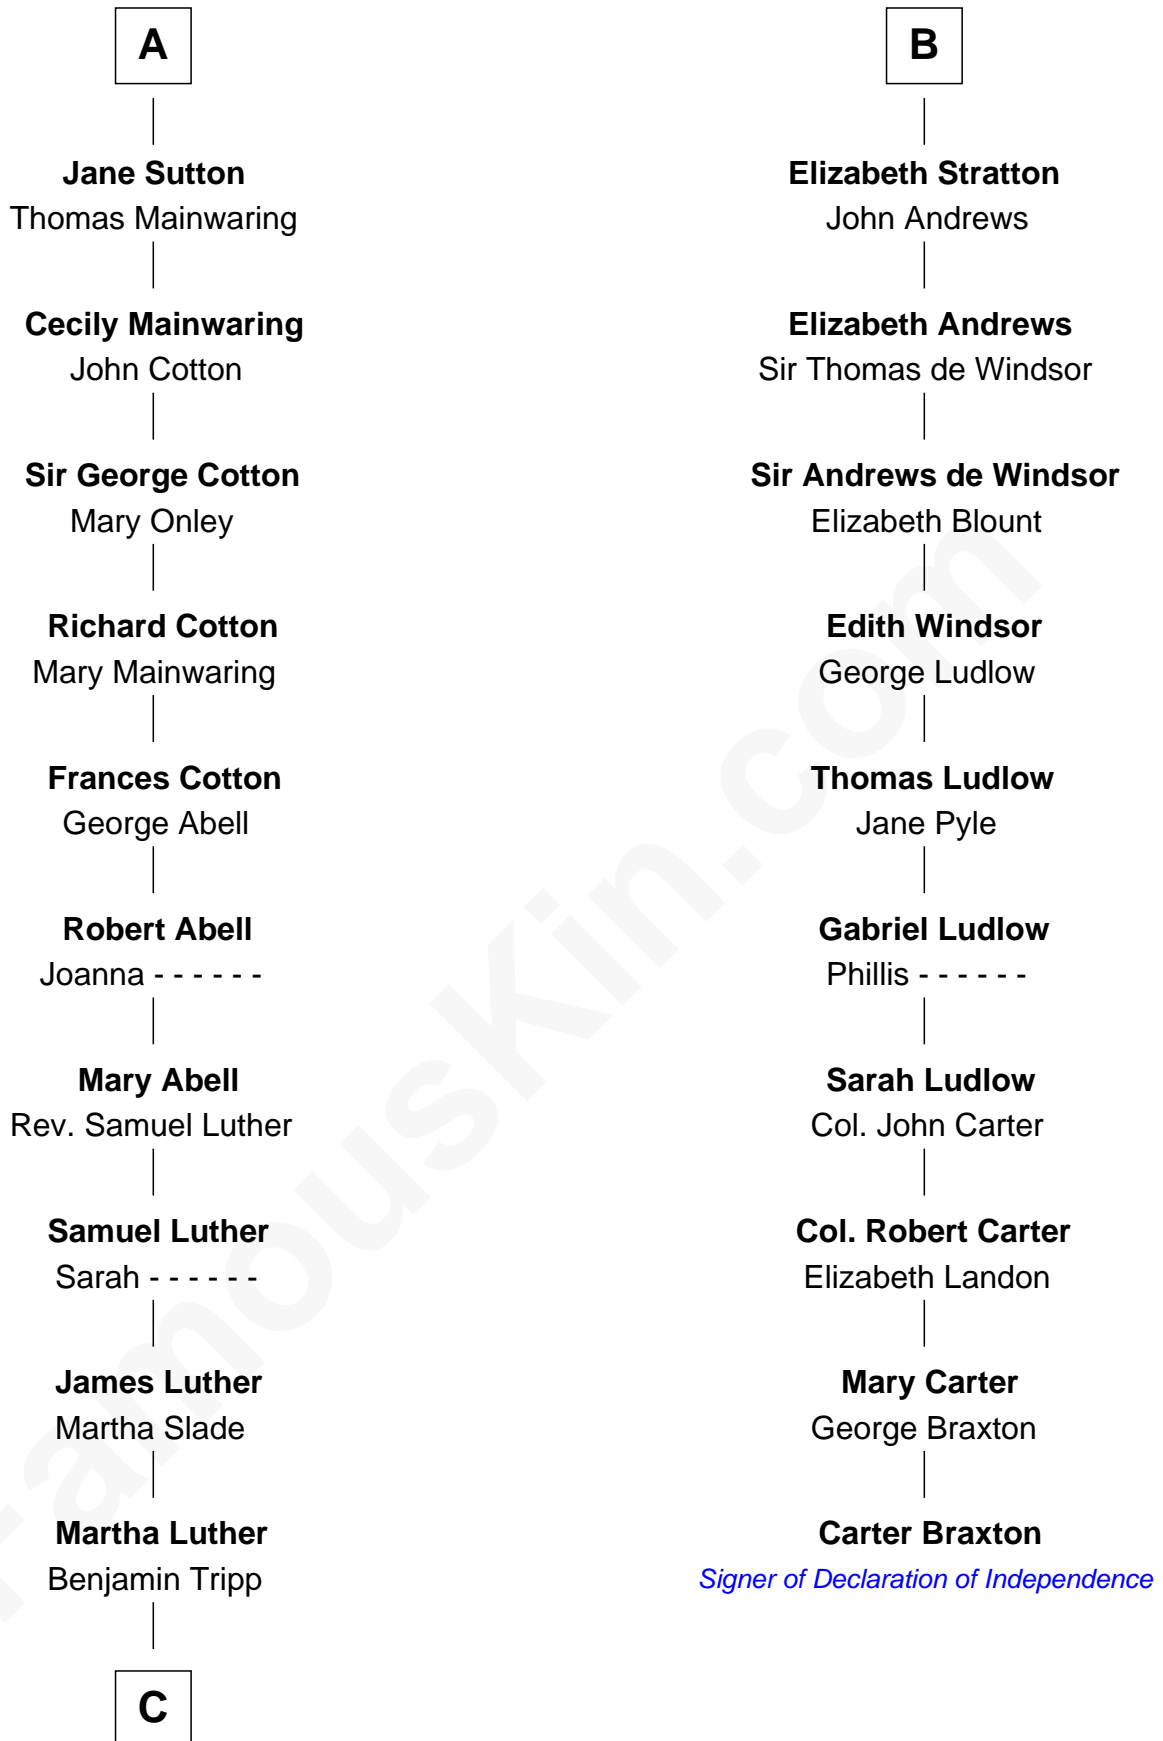 A
Jane Sutton
Thomas Mainwaring
Cecily Mainwaring
John Cotton
Sir George Cotton
Mary Onley
Richard Cotton
Mary Mainwaring
Frances Cotton
George Abell
Robert Abell
Joanna - - - - - -
Mary Abell
Rev. Samuel Luther
Samuel Luther
Sarah - - - - - -
James Luther
Martha Slade
Martha Luther
Benjamin Tripp
C
B
Elizabeth Stratton
John Andrews
Elizabeth Andrews
Sir Thomas de Windsor
Sir Andrews de Windsor
Elizabeth Blount
Edith Windsor
George Ludlow
Thomas Ludlow
Jane Pyle
Gabriel Ludlow
Phillis - - - - - -
Sarah Ludlow
Col. John Carter
Col. Robert Carter
Elizabeth Landon
Mary Carter
George Braxton
Carter Braxton
Signer of Declaration of Independence
FamousKin.com